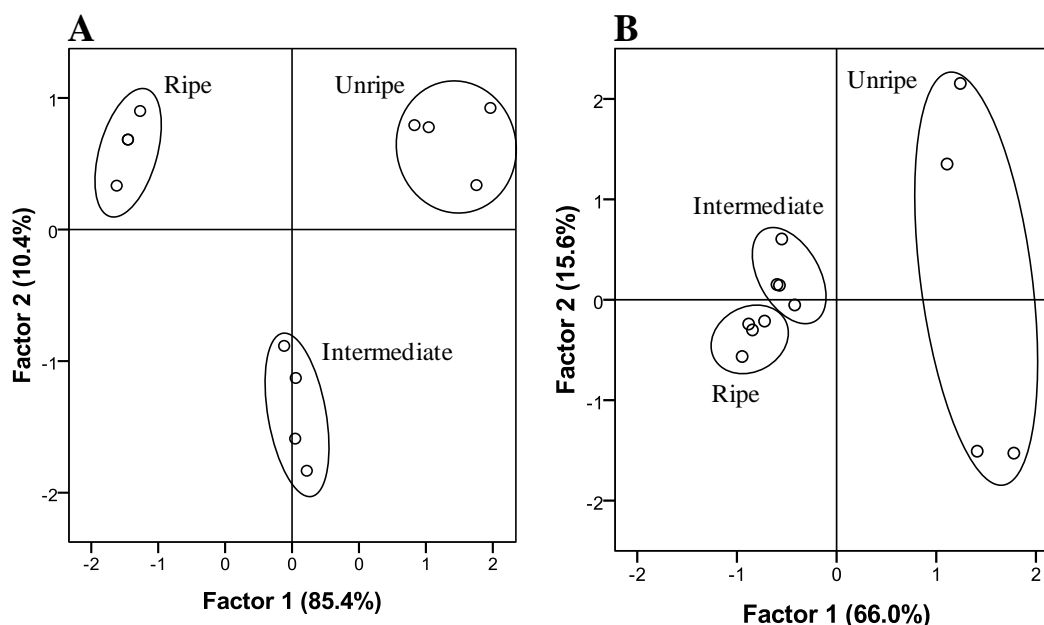 A
Ripe
Unripe
Intermediate
1
0
-1
-2
-2
-1
0
0
0
1
2
Factor 2 (10.4%)
Factor 1 (85.4%)
B
Unripe
Intermediate
Ripe
2
1
0
-1
-2
-2
-1
0
1
2
Factor 2 (15.6%)
Factor 1 (66.0%)